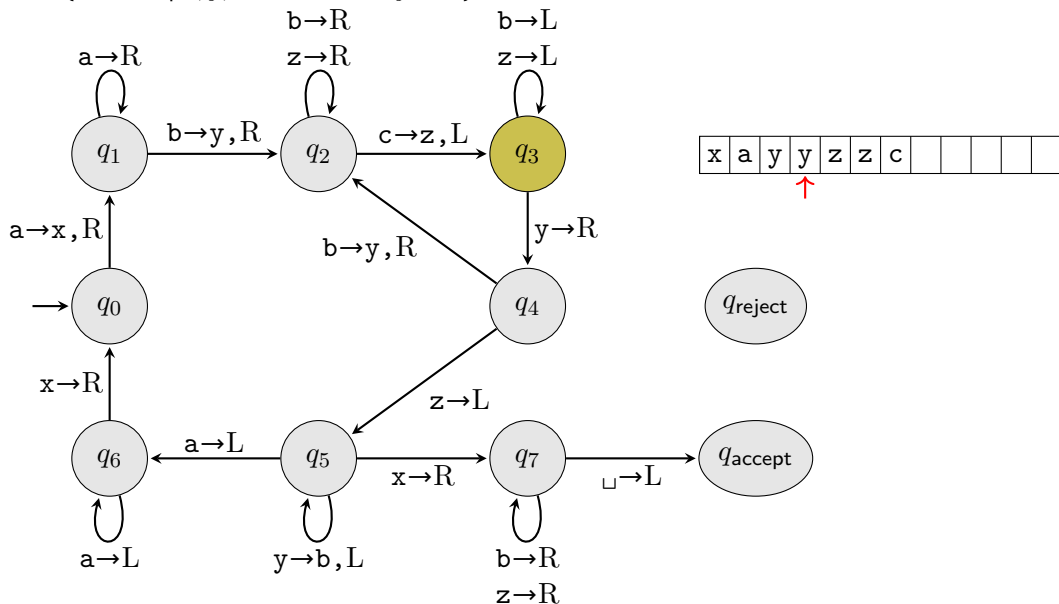 b→R
b→L
a→R
z→R
z→L
q1
b→y,R
q2
c→z,L
q3
x a y y z z c
a→x,R
b→y,R
y→R
q0
q4
qreject
x→R
z→L
q6
a→L
q5
x→R
q7
␣→L
qaccept
a→L
y→b,L
b→R
z→R